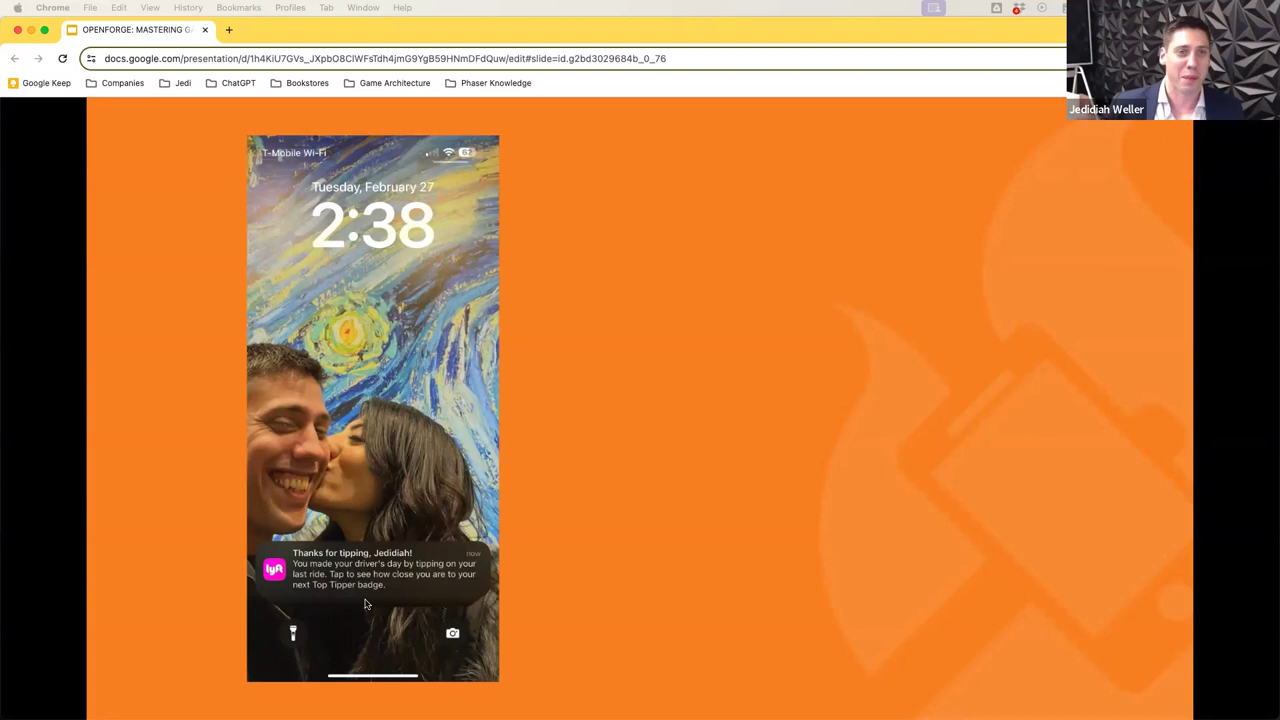 Chrome File Edit View History Bookmarks Profiles Tab Window Help
OPENFORGE: MASTERING GA
docs.google.com/presentation/d/1h4KiU7GVs_JXpbO8ClWFsTdh4jmG9YgB59HNmDFdQuw/edit#slide=id.g2bd3029684b_0_76
Google Keep Companies Jedi ChatGPT Bookstores Game Architecture Phaser Knowledge
Jedidiah Weller
T-Mobile Wi-Fi 62
Tuesday, February 27
2:38
Thanks for tipping, Jedidiah! now
lyft
You made your driver's day by tipping on your
last ride. Tap to see how close you are to your
next Top Tipper badge.